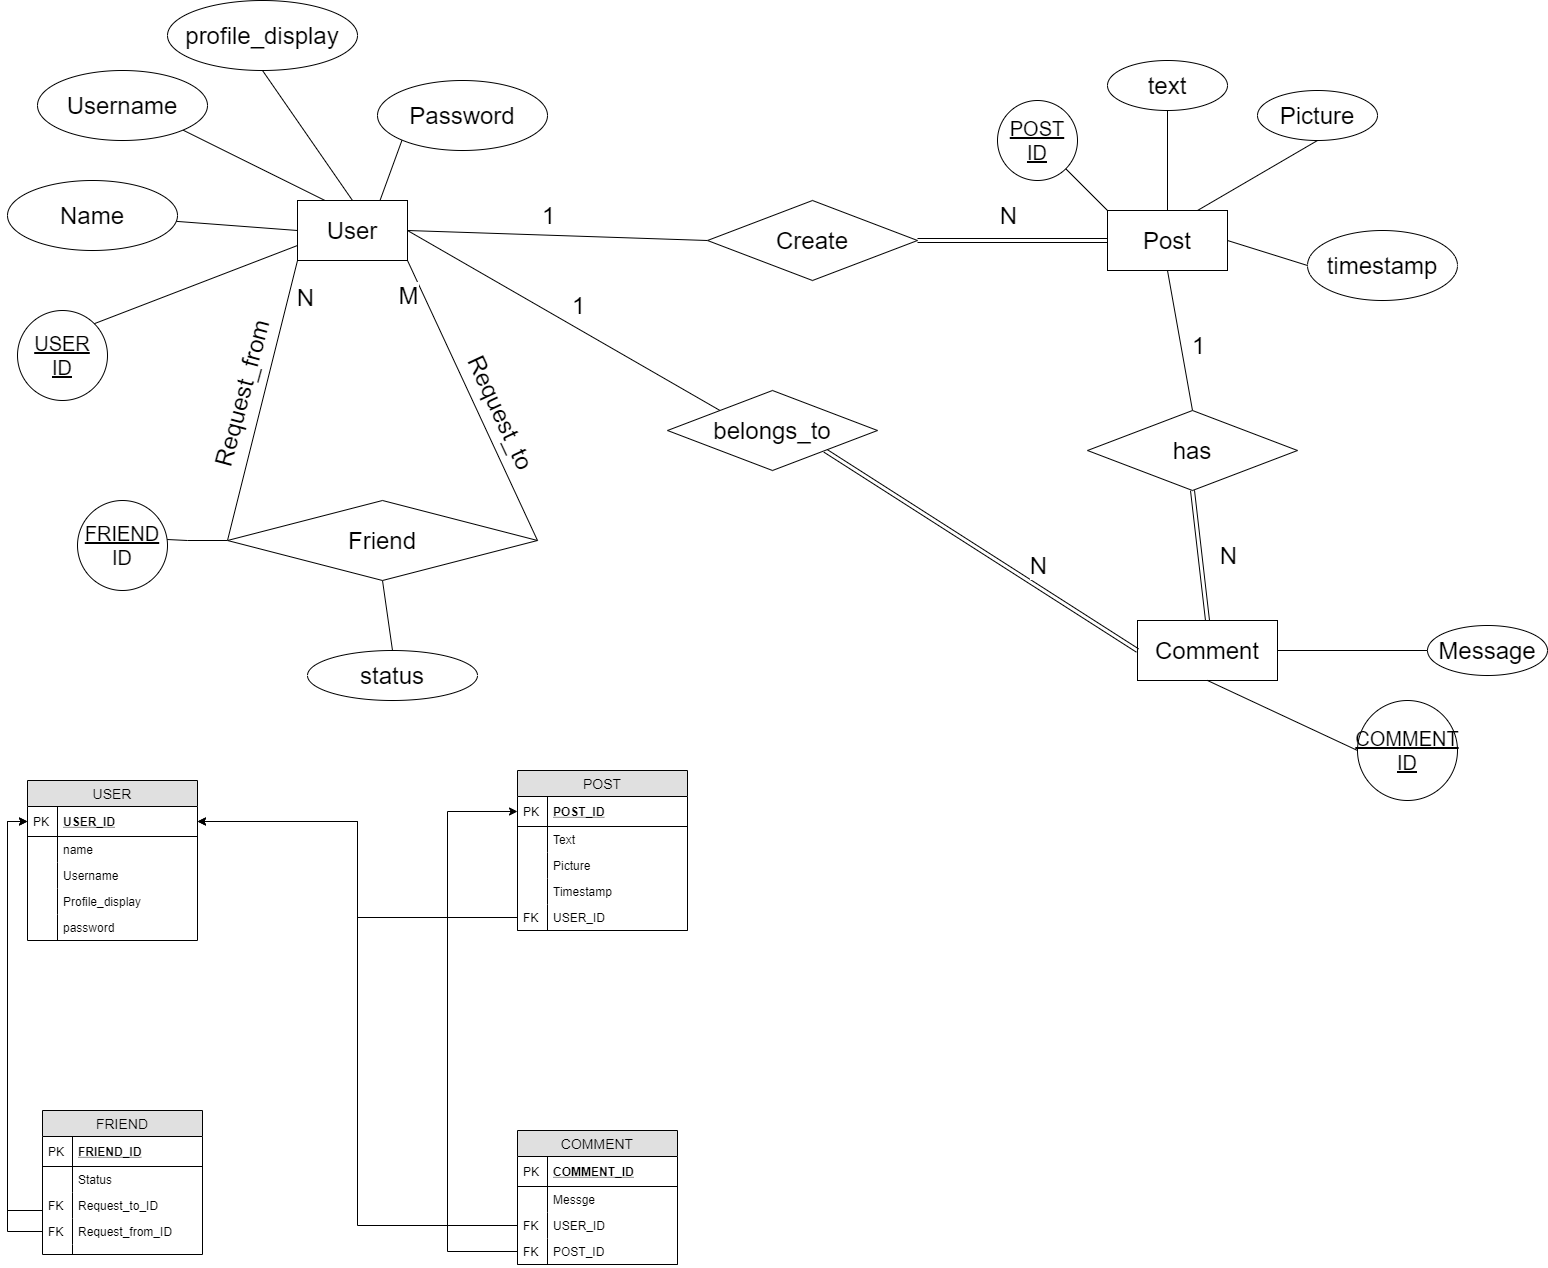 profile_display
Username
Password
Name
User
USER
ID
1
Create
N
POST
ID
text
Picture
Post
timestamp
N
M
Request_from
Request_to
1
belongs_to
N
1
has
N
FRIEND
ID
Friend
status
Comment
Message
COMMENT
ID
USER
PK USER_ID
name
Username
Profile_display
password
POST
PK POST_ID
Text
Picture
Timestamp
FK USER_ID
FRIEND
PK FRIEND_ID
Status
FK Request_to_ID
FK Request_from_ID
COMMENT
PK COMMENT_ID
Messge
FK USER_ID
FK POST_ID